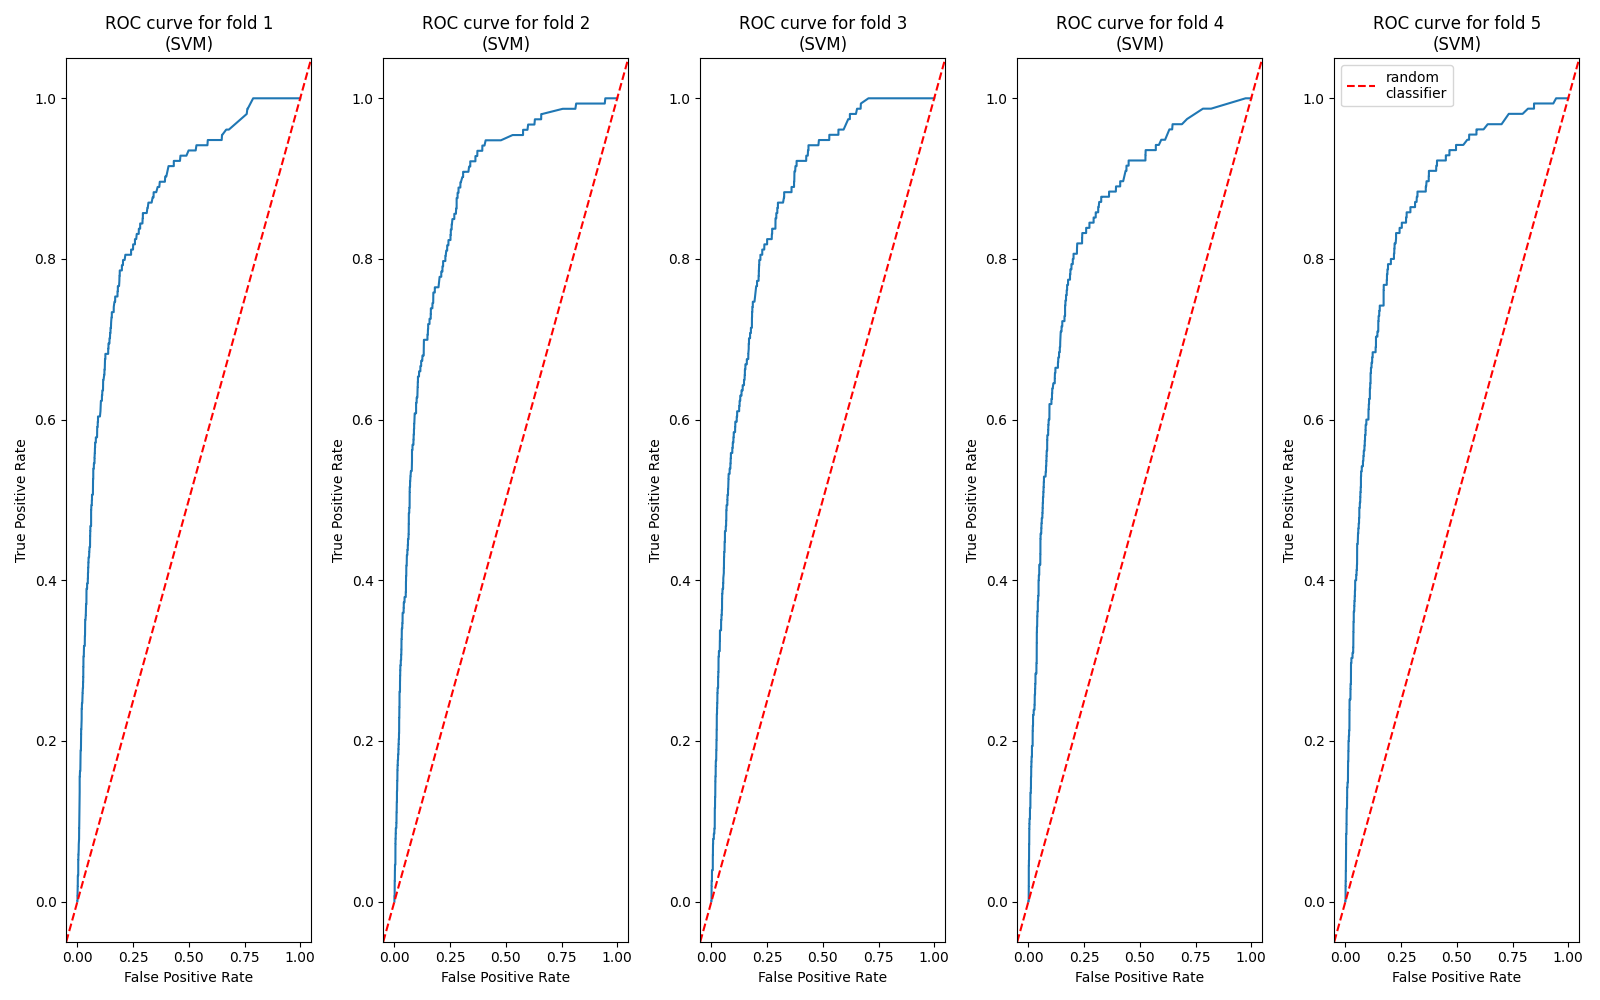 ROC curve for fold 1
(SVM)
ROC curve for fold 2
(SVM)
ROC curve for fold 3
(SVM)
ROC curve for fold 4
(SVM)
ROC curve for fold 5
(SVM)
1.0
0.8
0.6
0.4
0.2
0.0
True Positive Rate
0.00 0.25 0.50 0.75 1.00
False Positive Rate
1.0
0.8
0.6
0.4
0.2
0.0
True Positive Rate
0.00 0.25 0.50 0.75 1.00
False Positive Rate
1.0
0.8
0.6
0.4
0.2
0.0
True Positive Rate
0.00 0.25 0.50 0.75 1.00
False Positive Rate
1.0
0.8
0.6
0.4
0.2
0.0
True Positive Rate
0.00 0.25 0.50 0.75 1.00
False Positive Rate
random
classifier
1.0
0.8
0.6
0.4
0.2
0.0
True Positive Rate
0.00 0.25 0.50 0.75 1.00
False Positive Rate